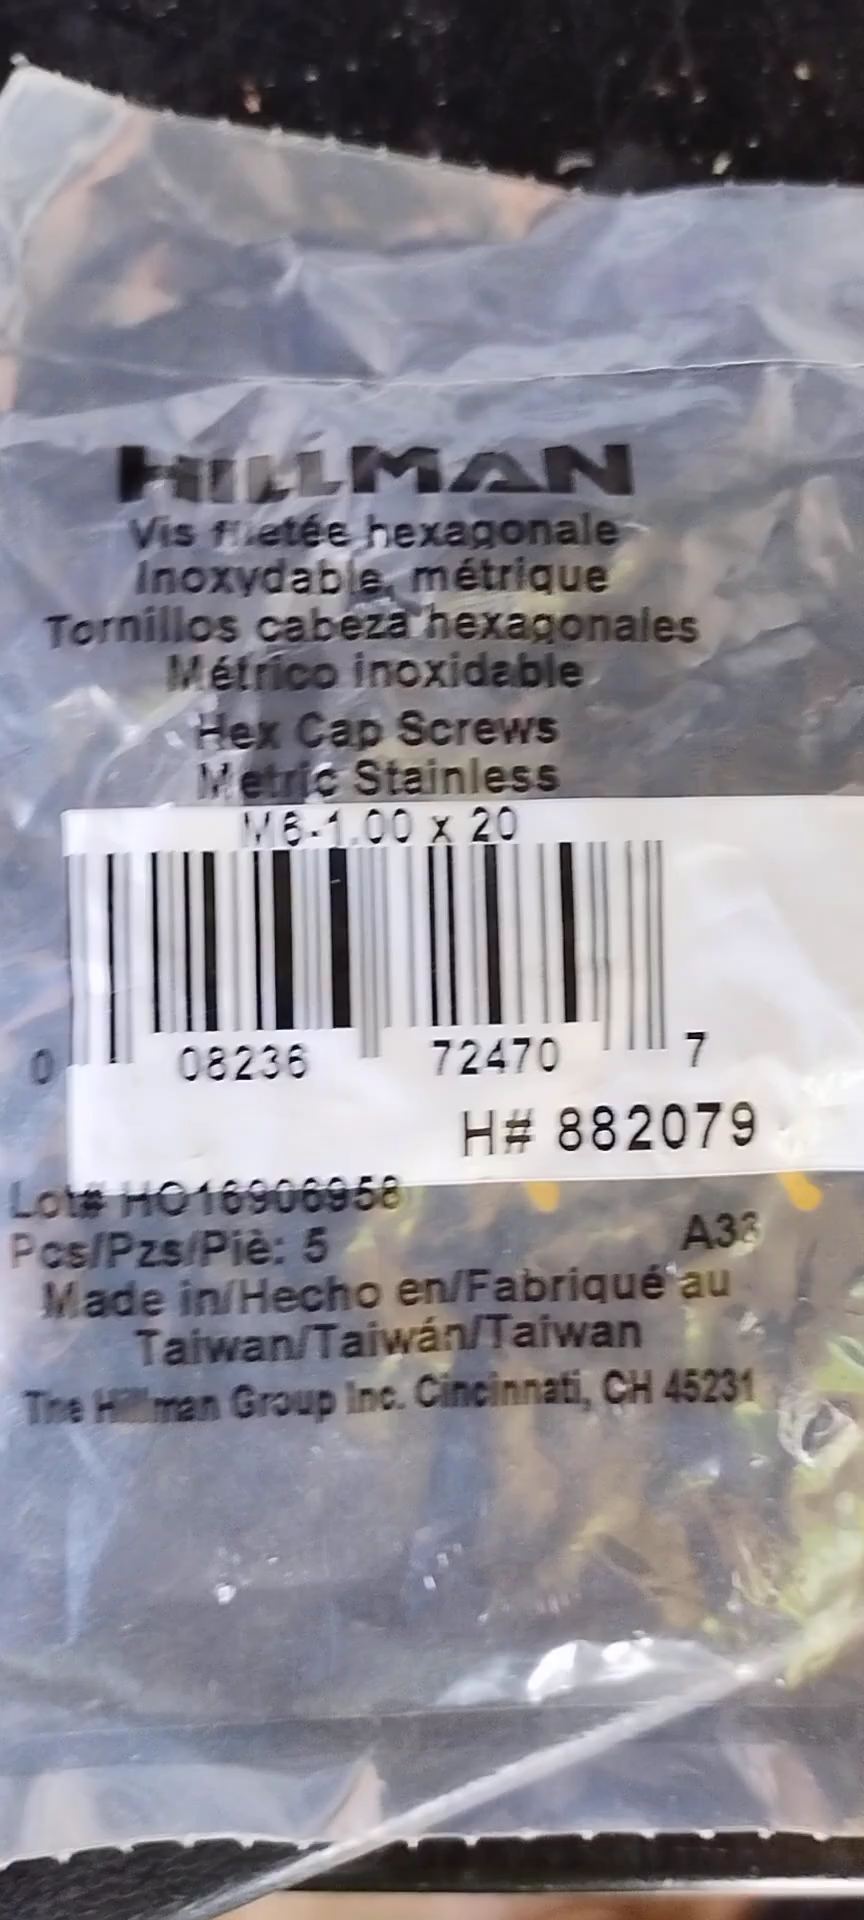 HILLMAN
Vis filetée hexagonale
Inoxydable, métrique
Tornillos cabeza hexagonales
Métrico inoxidable
Hex Cap Screws
Metric Stainless
M6-1.00 x 20
0 08236 72470 7
H# 882079
Lot# HO16906958
Pcs/Pzs/Piè: 5 A33
Made in/Hecho en/Fabriqué au
Taiwan/Taiwán/Taiwan
The Hillman Group Inc. Cincinnati, OH 45231